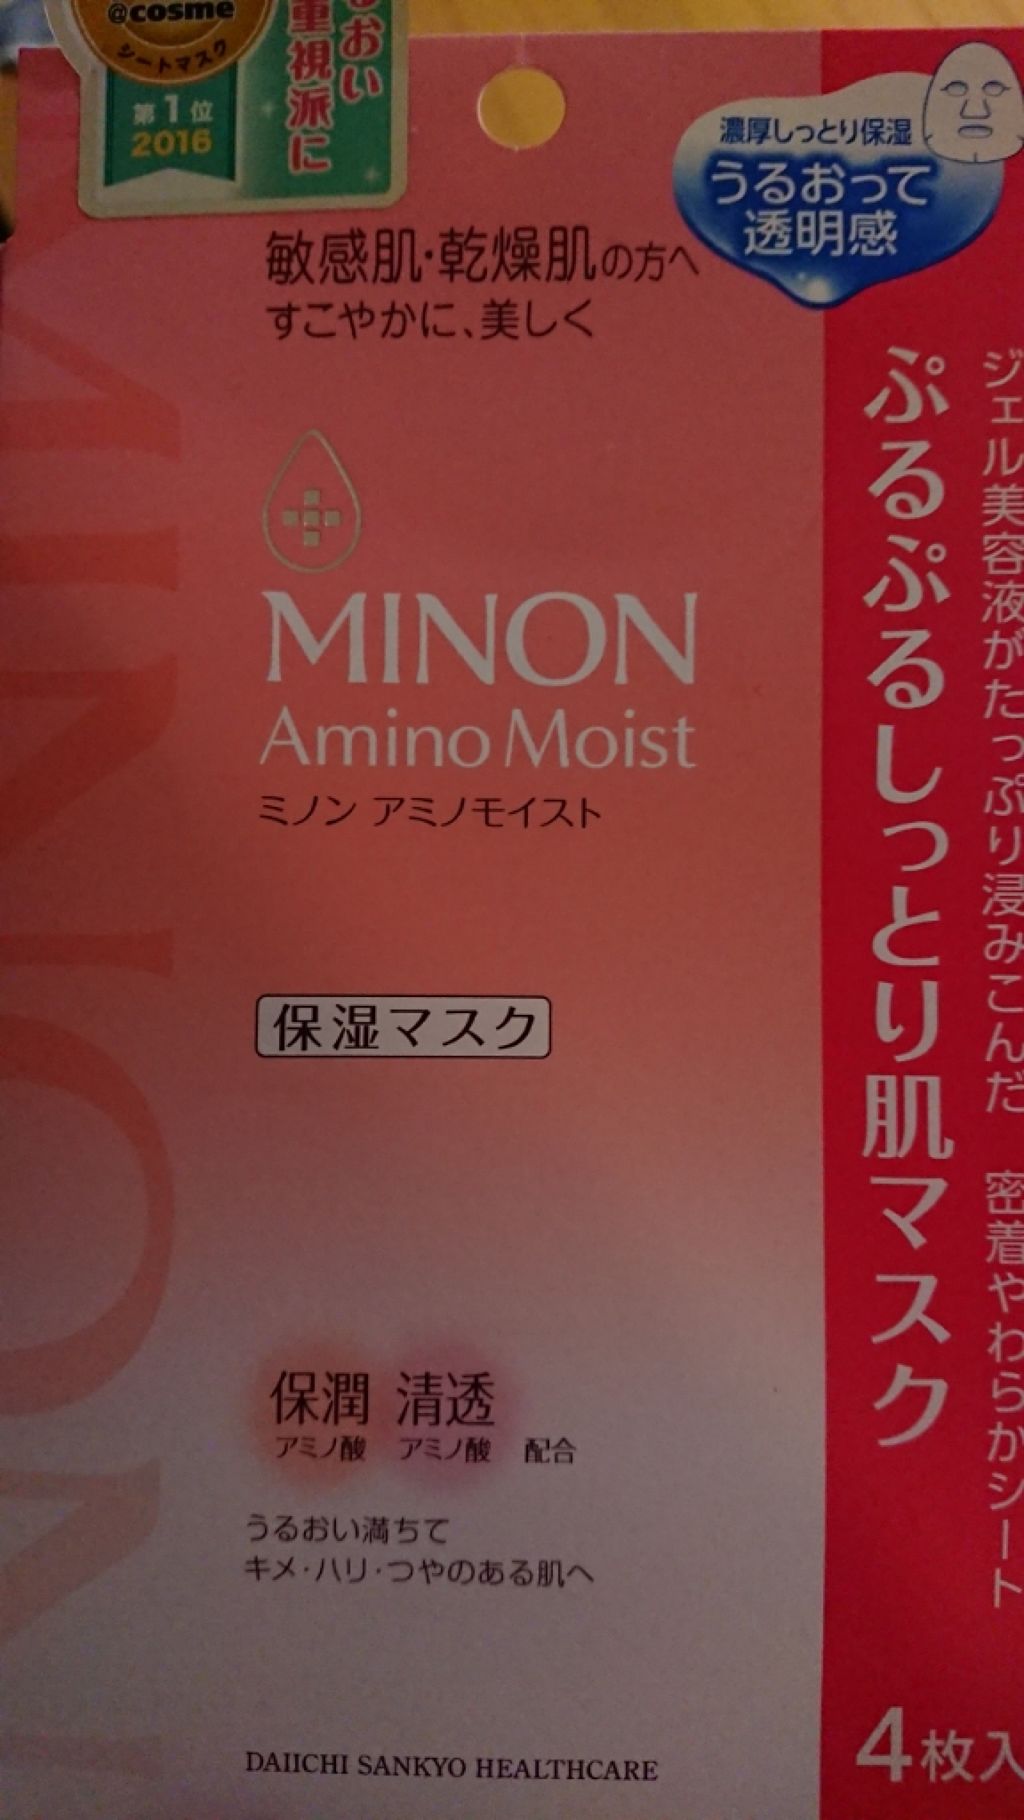 @cosme
シートマスク
第1位
2016
るおい
重視派に
濃厚しっとり保湿
うるおって
透明感
敏感肌・乾燥肌の方へ
すこやかに、美しく
MINON
Amino Moist
ミノン アミノモイスト
保湿マスク
保潤 清透
アミノ酸 アミノ酸 配合
うるおい満ちて
キメ・ハリ・つやのある肌へ
DAIICHI SANKYO HEALTHCARE
ジェル美容液がたっぷり浸みこんだ 密着やわらかシート
ぷるぷるしっとり肌マスク
4枚入
MINON